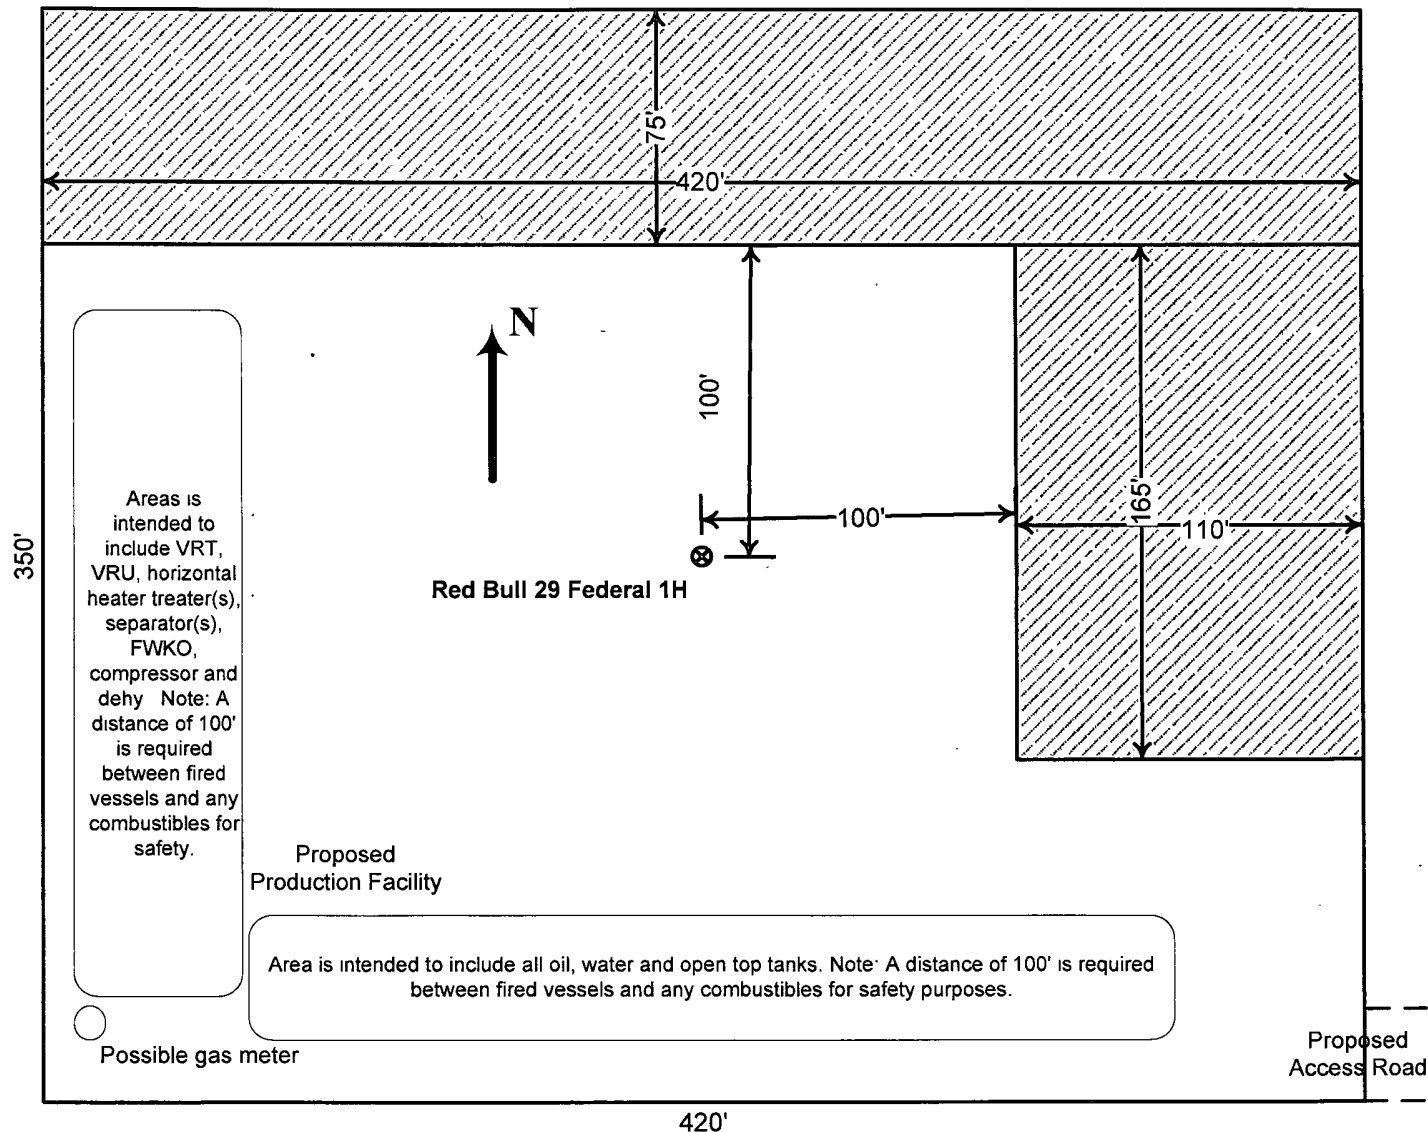 75'
420'
N
100'
100'
165'
110'
350'
Red Bull 29 Federal 1H
Areas is
intended to
include VRT,
VRU, horizontal
heater treater(s),
separator(s),
FWKO,
compressor and
dehy Note: A
distance of 100'
is required
between fired
vessels and any
combustibles for
safety.
Proposed
Production Facility
Area is intended to include all oil, water and open top tanks. Note: A distance of 100' is required
between fired vessels and any combustibles for safety purposes.
Possible gas meter
Proposed
Access Road
420'